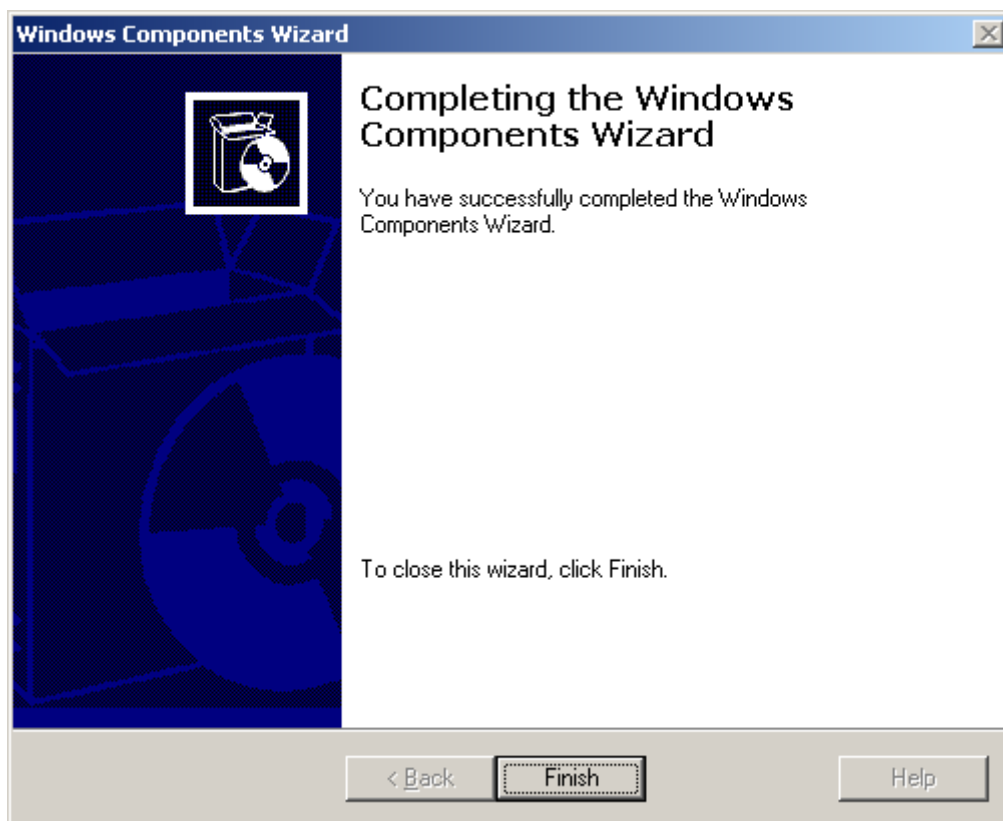 Windows Components Wizard
Completing the Windows
Components Wizard
You have successfully completed the Windows
Components Wizard.
To close this wizard, click Finish.
< Back
Finish
Help